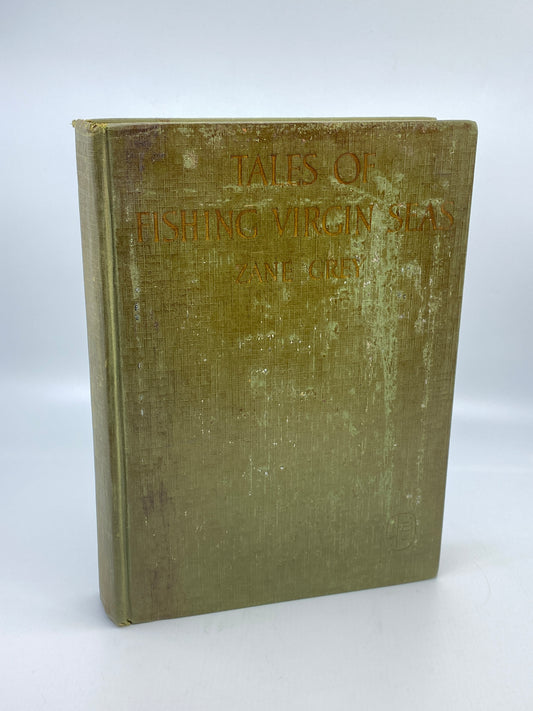 TALES OF
FISHING VIRGIN SEAS
ZANE GREY